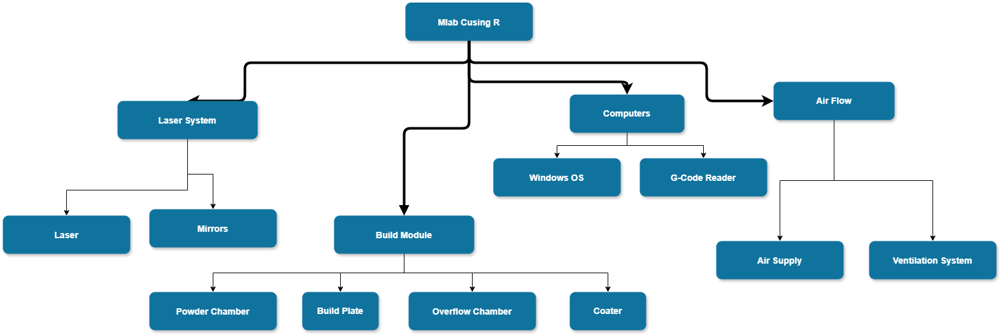 Mlab Cusing R
Laser System
Computers
Air Flow
Windows OS
G-Code Reader
Laser
Mirrors
Build Module
Air Supply
Ventilation System
Powder Chamber
Build Plate
Overflow Chamber
Coater